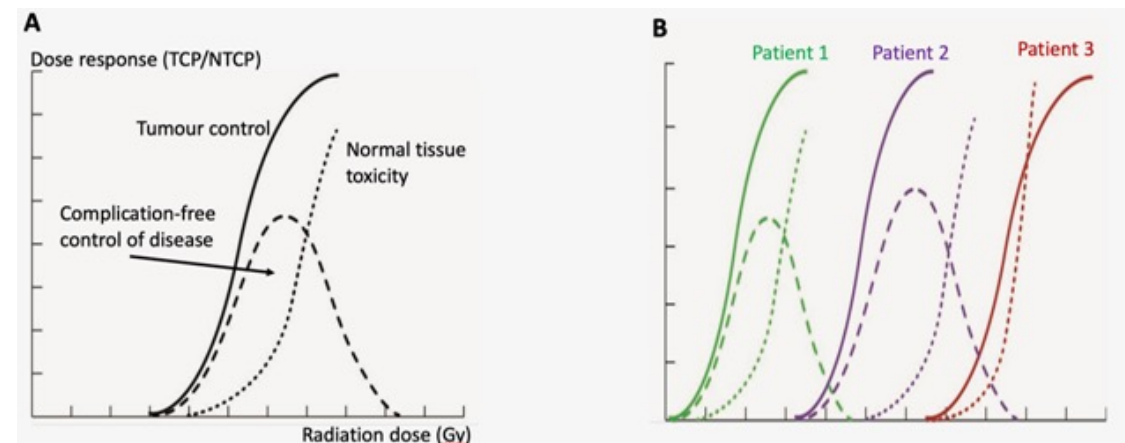 A
Dose response (TCP/NTCP)
Tumour control
Normal tissue
toxicity
Complication-free
control of disease
Radiation dose (Gy)
B
Patient 1
Patient 2
Patient 3